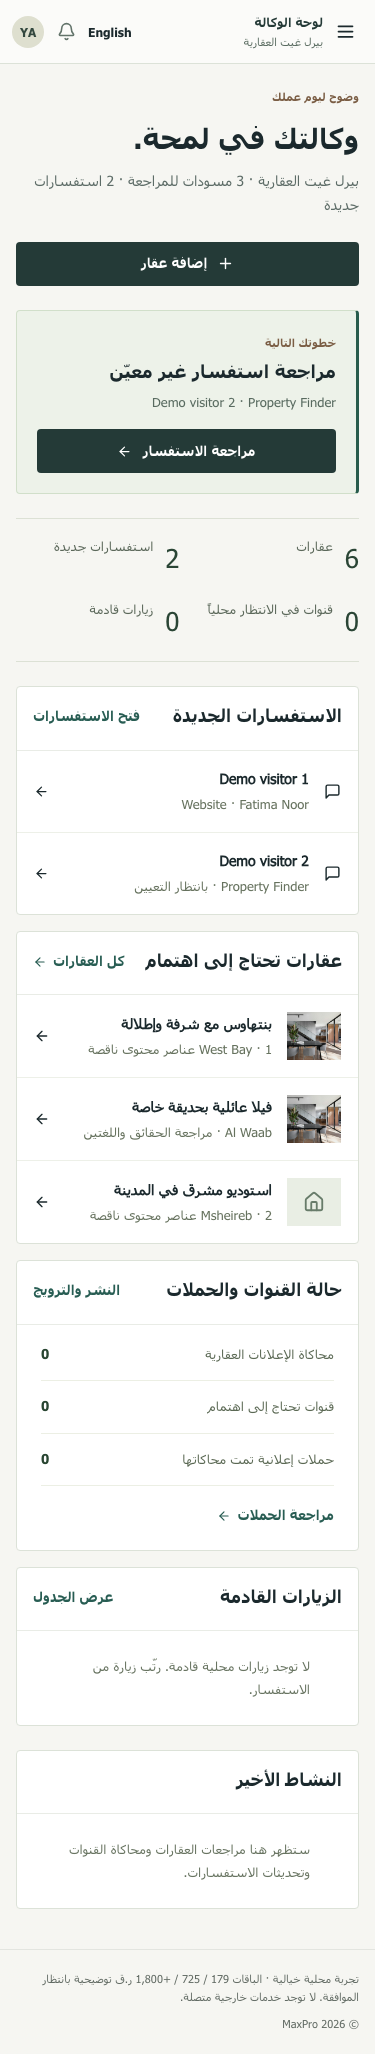 لوحة الوكالة
بيرل غيت العقارية
English
YA
وضوح ليوم عملك
وكالتك في لمحة.
بيرل غيت العقارية · 3 مسودات للمراجعة · 2 استفسارات
جديدة
إضافة عقار
خطوتك التالية
مراجعة استفسار غير معيّن
Demo visitor 2 · Property Finder
مراجعة الاستفسار
6 عقارات
2 استفسارات جديدة
0 قنوات في الانتظار محلياً
0 زيارات قادمة
الاستفسارات الجديدة
فتح الاستفسارات
Demo visitor 1
Website · Fatima Noor
Demo visitor 2
Property Finder · بانتظار التعيين
عقارات تحتاج إلى اهتمام
كل العقارات
بنتهاوس مع شرفة وإطلالة
West Bay · 1 عناصر محتوى ناقصة
فيلا عائلية بحديقة خاصة
Al Waab · مراجعة الحقائق واللغتين
استوديو مشرق في المدينة
Msheireb · 2 عناصر محتوى ناقصة
حالة القنوات والحملات
النشر والترويج
محاكاة الإعلانات العقارية 0
قنوات تحتاج إلى اهتمام 0
حملات إعلانية تمت محاكاتها 0
مراجعة الحملات
الزيارات القادمة
عرض الجدول
لا توجد زيارات محلية قادمة. رتّب زيارة من
الاستفسار.
النشاط الأخير
ستظهر هنا مراجعات العقارات ومحاكاة القنوات
وتحديثات الاستفسارات.
تجربة محلية خيالية · الباقات 179 / 725 / +1,800 ر.ق توضيحية بانتظار
الموافقة. لا توجد خدمات خارجية متصلة.
© 2026 MaxPro